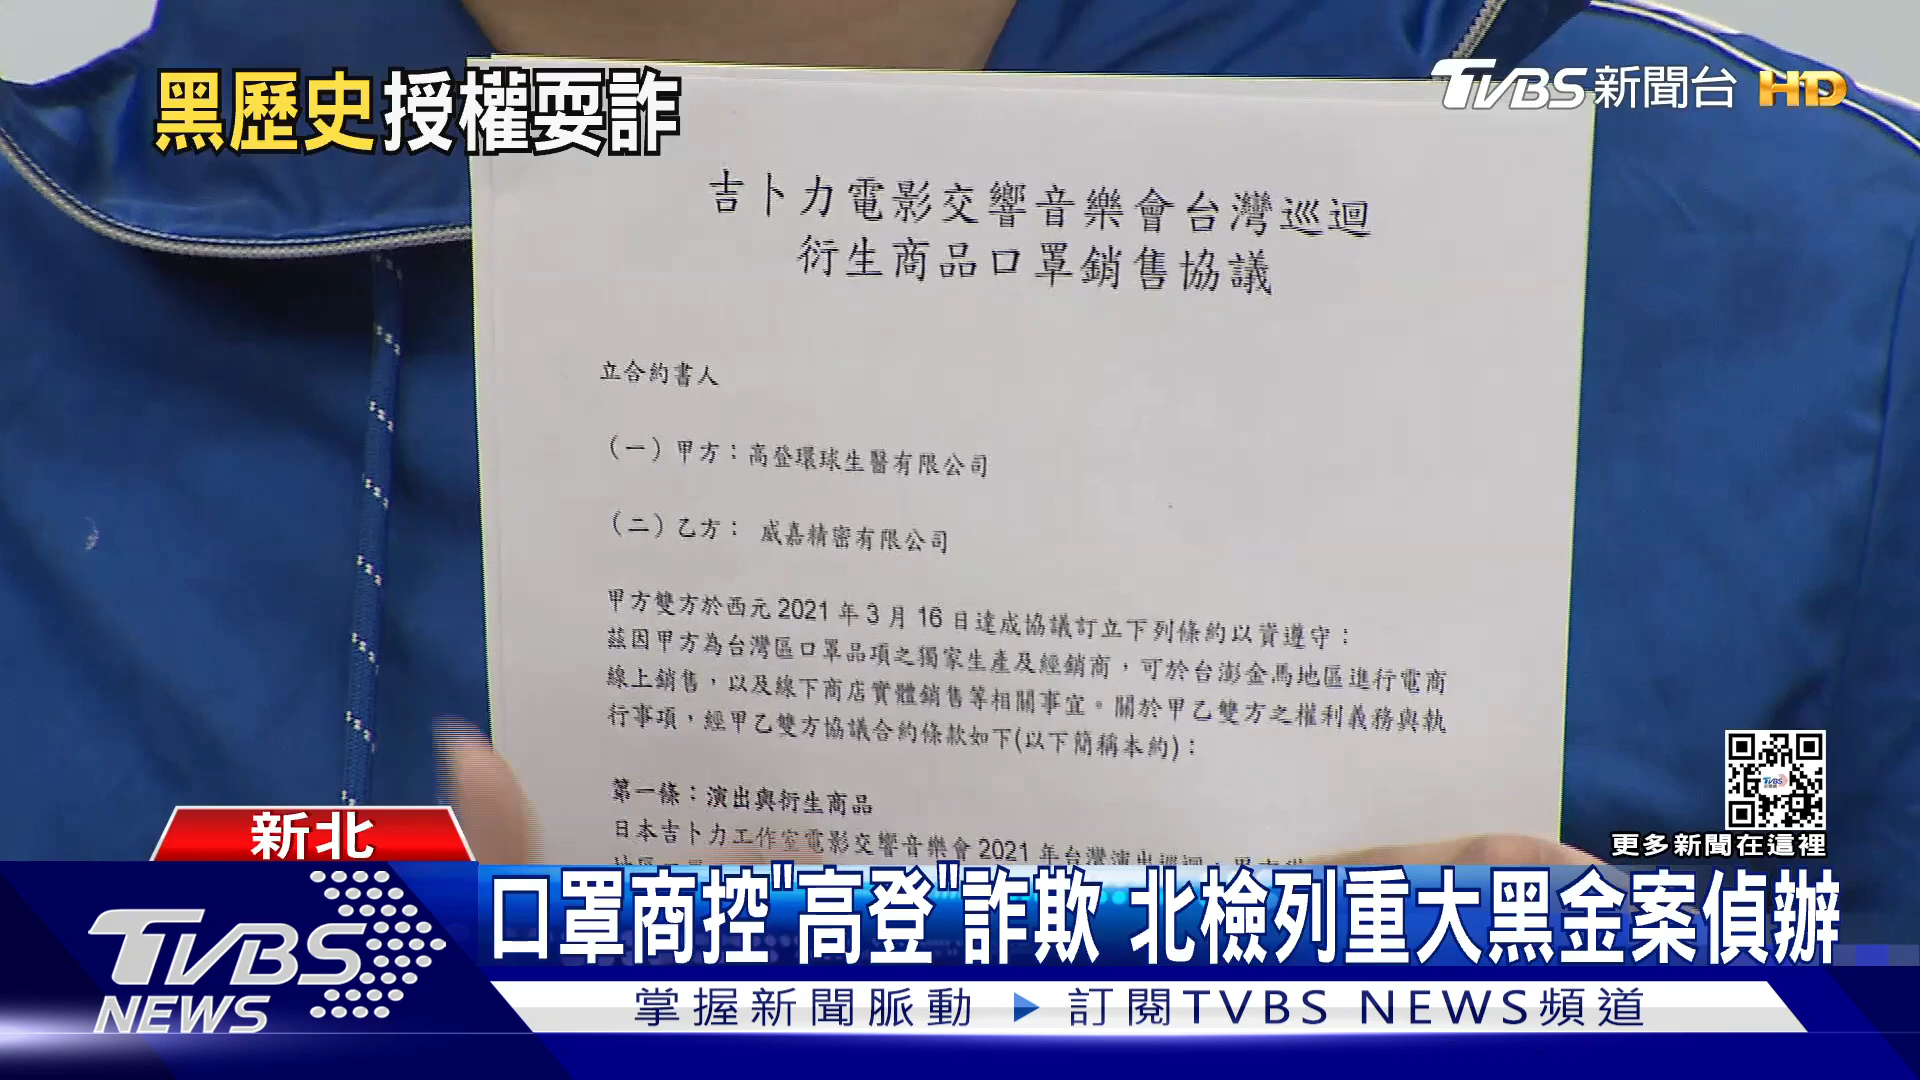 黑歷史授權耍詐
TVBS新聞台 HD
吉卜力電影交響音樂會台灣巡迴
衍生商品口罩銷售協議
立合約書人
（一）甲方：高登環球生醫有限公司
（二）乙方： 威嘉精密有限公司
甲方雙方於西元 2021 年 3 月 16 日達成協議訂立下列條約以資遵守：
茲因甲方為台灣區口罩品項之獨家生產及經銷商，可於台澎金馬地區進行電商
線上銷售，以及線下商店實體銷售等相關事宜。關於甲乙雙方之權利義務與執
行事項，經甲乙雙方協議合約條款如下(以下簡稱本約)：
第一條：演出與衍生商品
日本吉卜力工作室電影交響音樂會 2021 年台灣演出巡迴
TVBS
更多新聞在這裡
新北
口罩商控"高登"詐欺 北檢列重大黑金案偵辦
TVBS
NEWS
掌握新聞脈動 ▶ 訂閱TVBS NEWS頻道